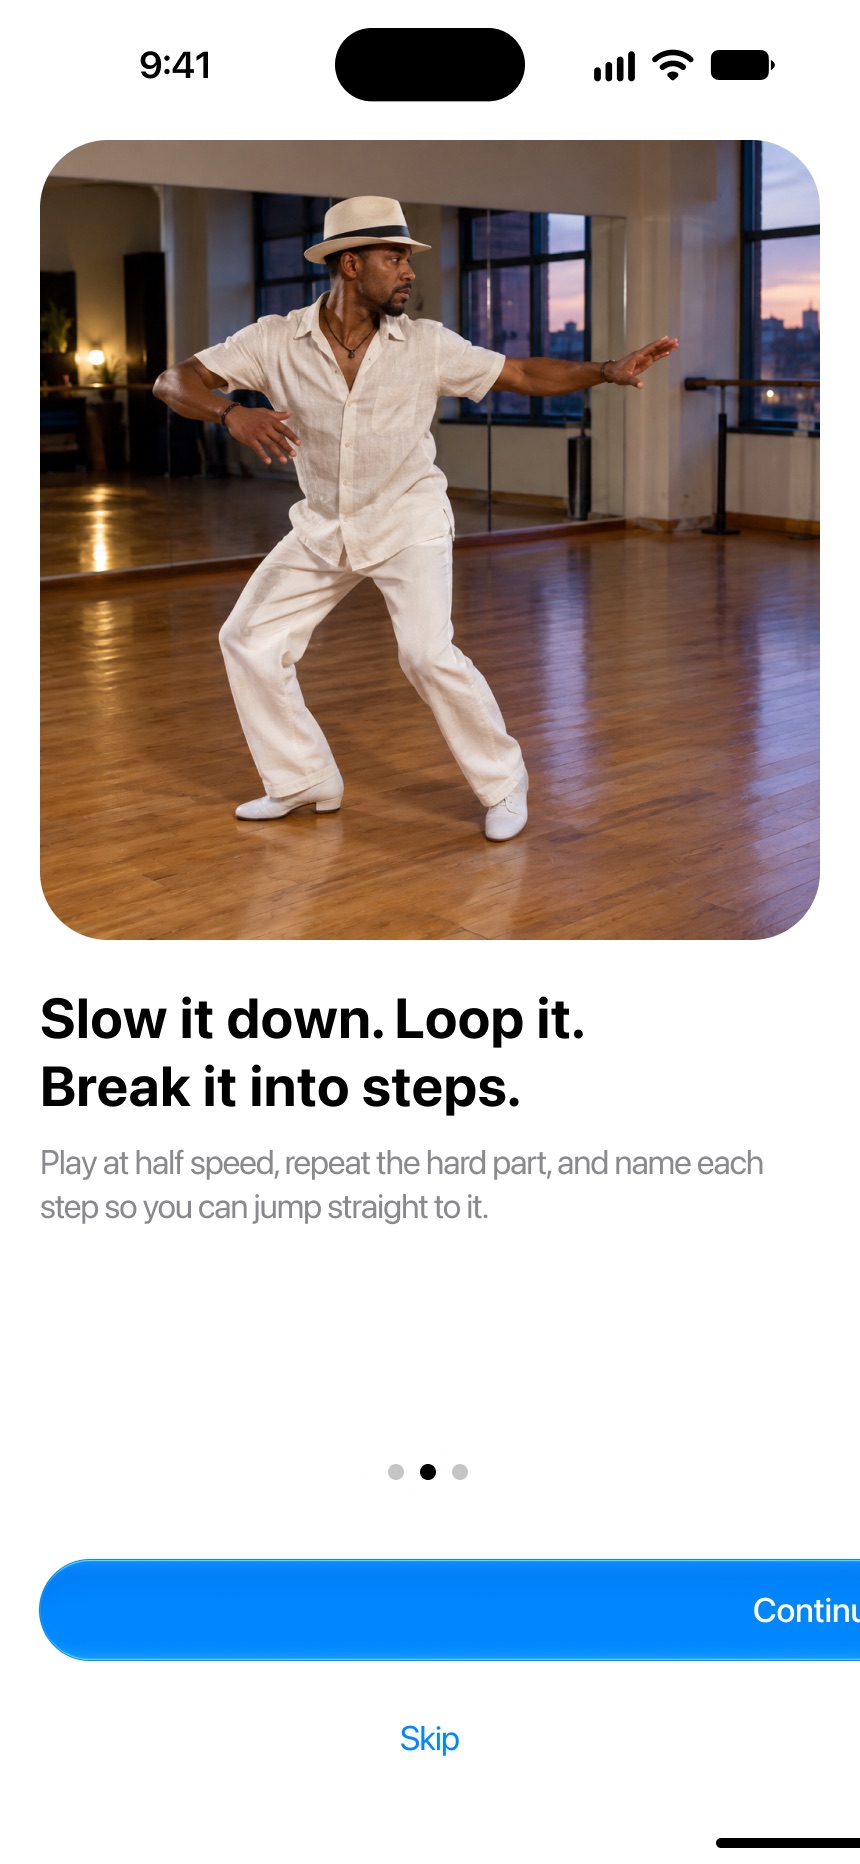 9:41
Slow it down. Loop it.
Break it into steps.
Play at half speed, repeat the hard part, and name each
step so you can jump straight to it.
Continu
Skip